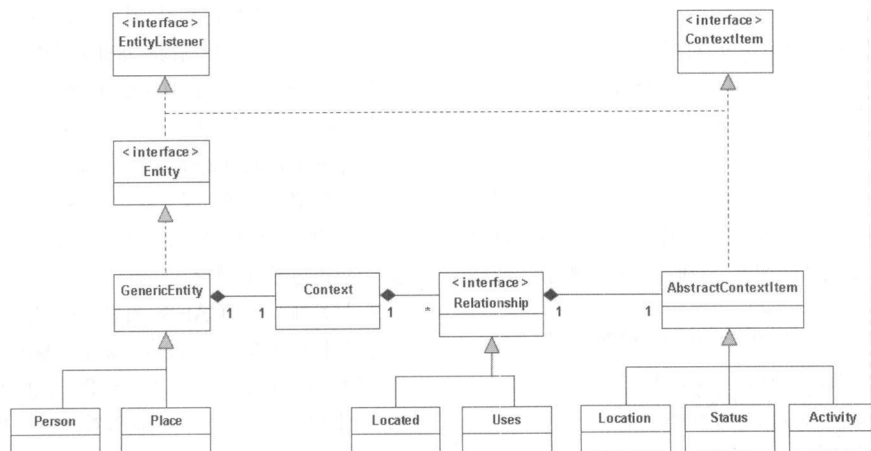 < interface >
EntityListener
< interface >
ContextItem
< interface >
Entity
GenericEntity
1
1
Context
1
*
< interface >
Relationship
1
1
AbstractContextItem
Person
Place
Located
Uses
Location
Status
Activity